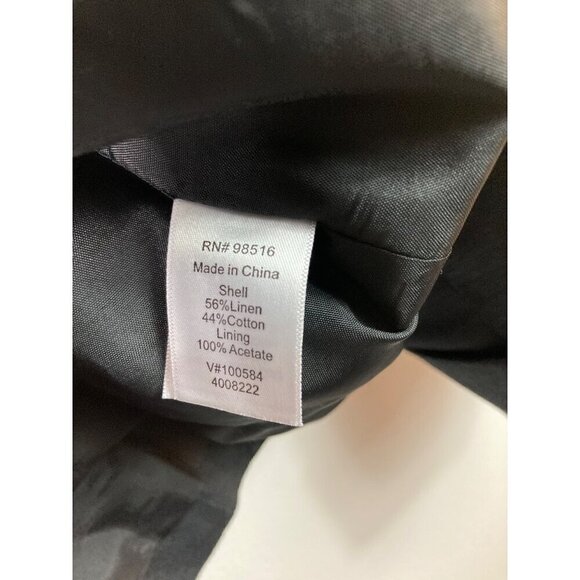 RN# 98516
Made in China
Shell
56%Linen
44%Cotton
Lining
100% Acetate
V#100584
4008222